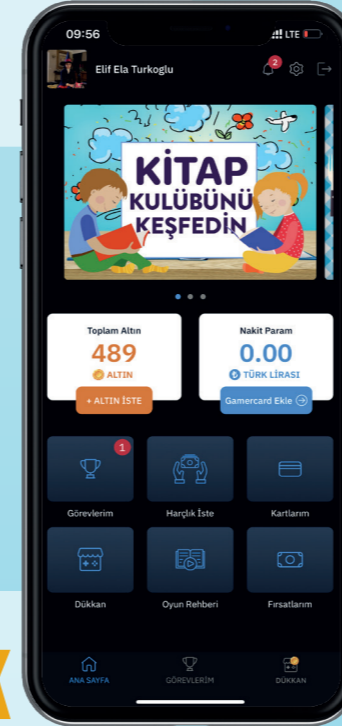 09:56
LTE
Elif Ela Turkoglu
2
KİTAP
KULÜBÜNÜ
KEŞFEDİN
Toplam Altın
489
ALTIN
+ ALTIN İSTE
Nakit Param
0.00
₺ TÜRK LİRASI
Gamercard Ekle
1
Görevlerim
Harçlık İste
Kartlarım
Dükkan
Oyun Rehberi
Fırsatlarım
K
ANA SAYFA
GÖREVLERİM
DÜKKAN